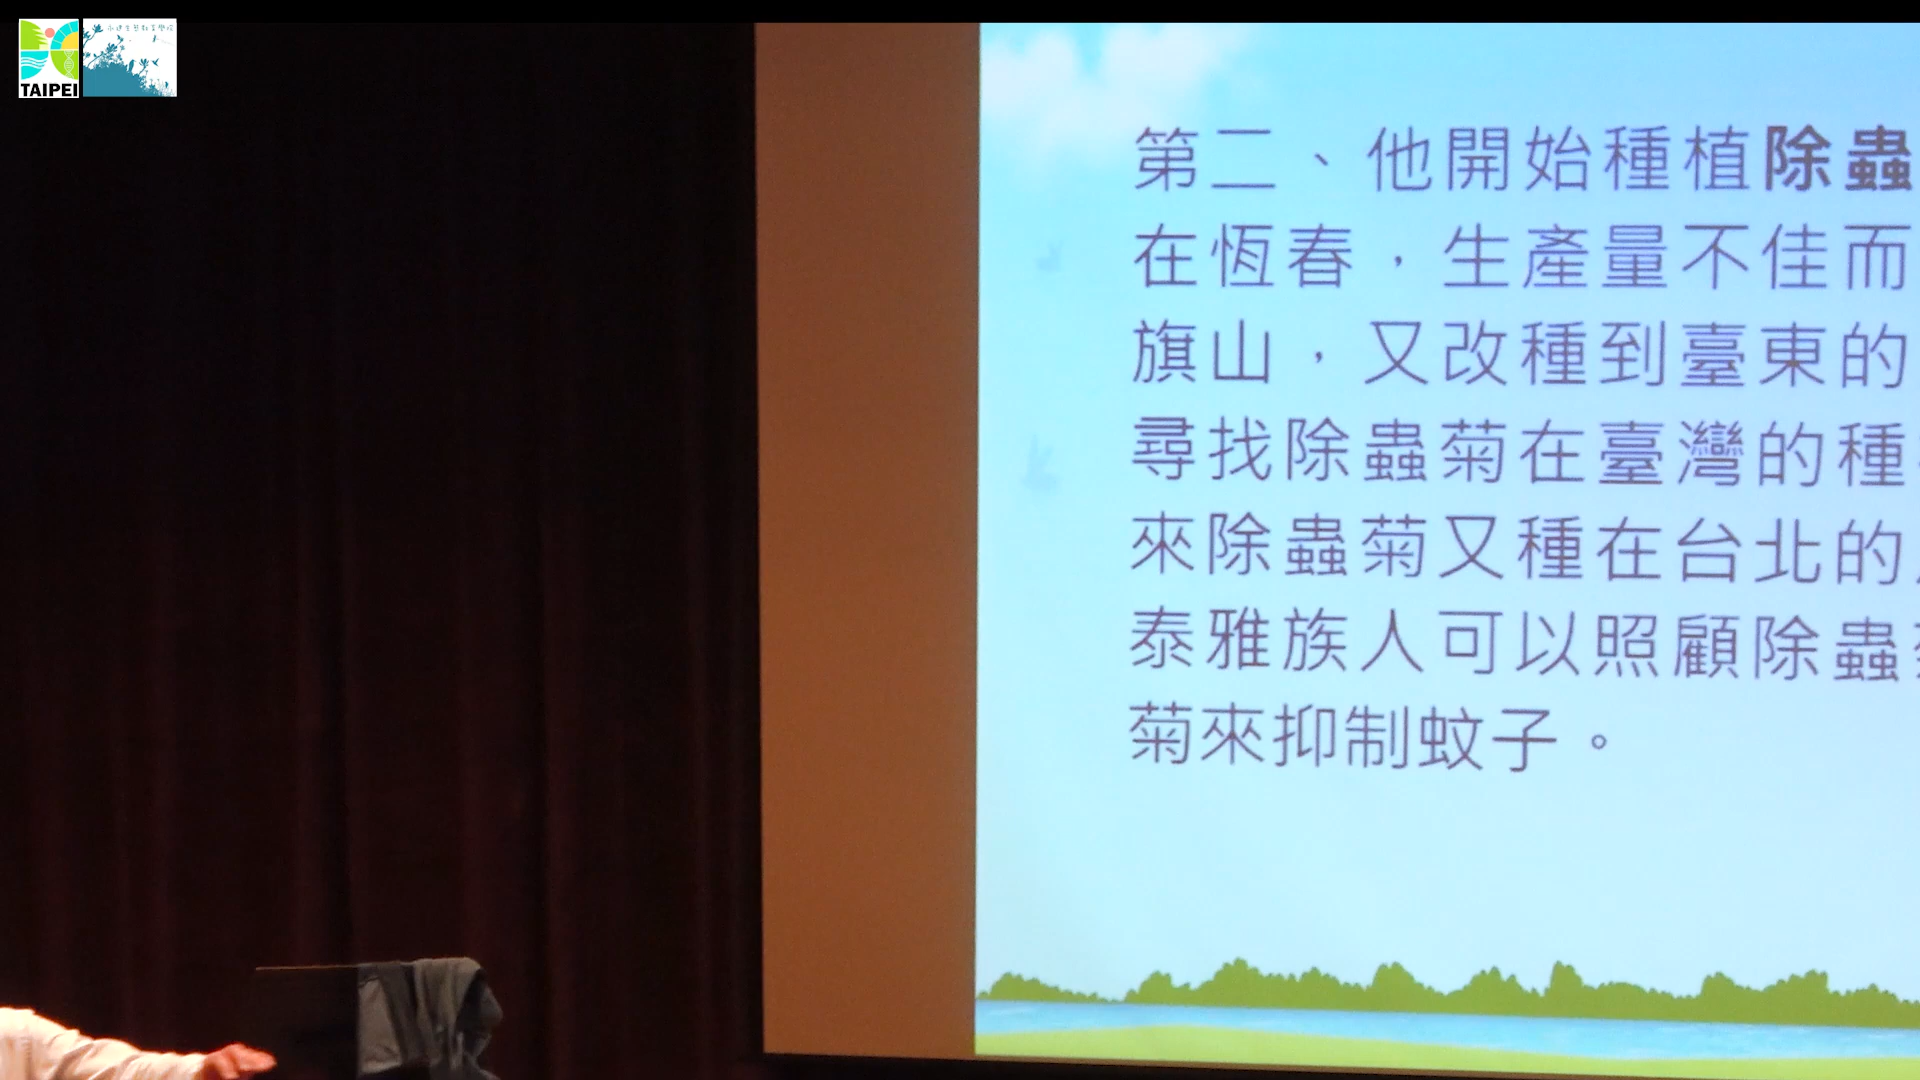 TAIPEI
第二、他開始種植除蟲
在恆春，生產量不佳而
旗山，又改種到臺東的
尋找除蟲菊在臺灣的種
來除蟲菊又種在台北的
泰雅族人可以照顧除蟲
菊來抑制蚊子。